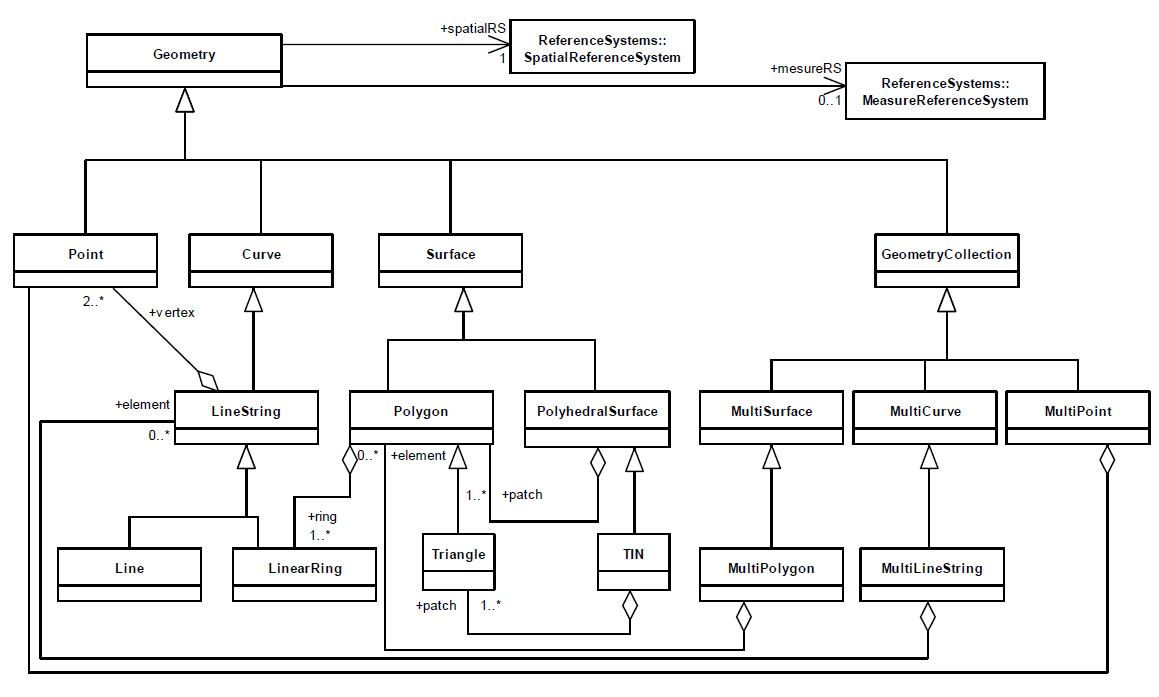 +spatialRS
Geometry
ReferenceSystems::
SpatialReferenceSystem
1
+mesureRS
ReferenceSystems::
MeasureReferenceSystem
0..1
Point
Curve
Surface
GeometryCollection
2..*
+vertex
+element
LineString
Polygon
PolyhedralSurface
MultiSurface
MultiCurve
MultiPoint
0..*
0..*
+element
1..*
+patch
+ring
1..*
Line
LinearRing
Triangle
TIN
MultiPolygon
MultiLineString
+patch
1..*